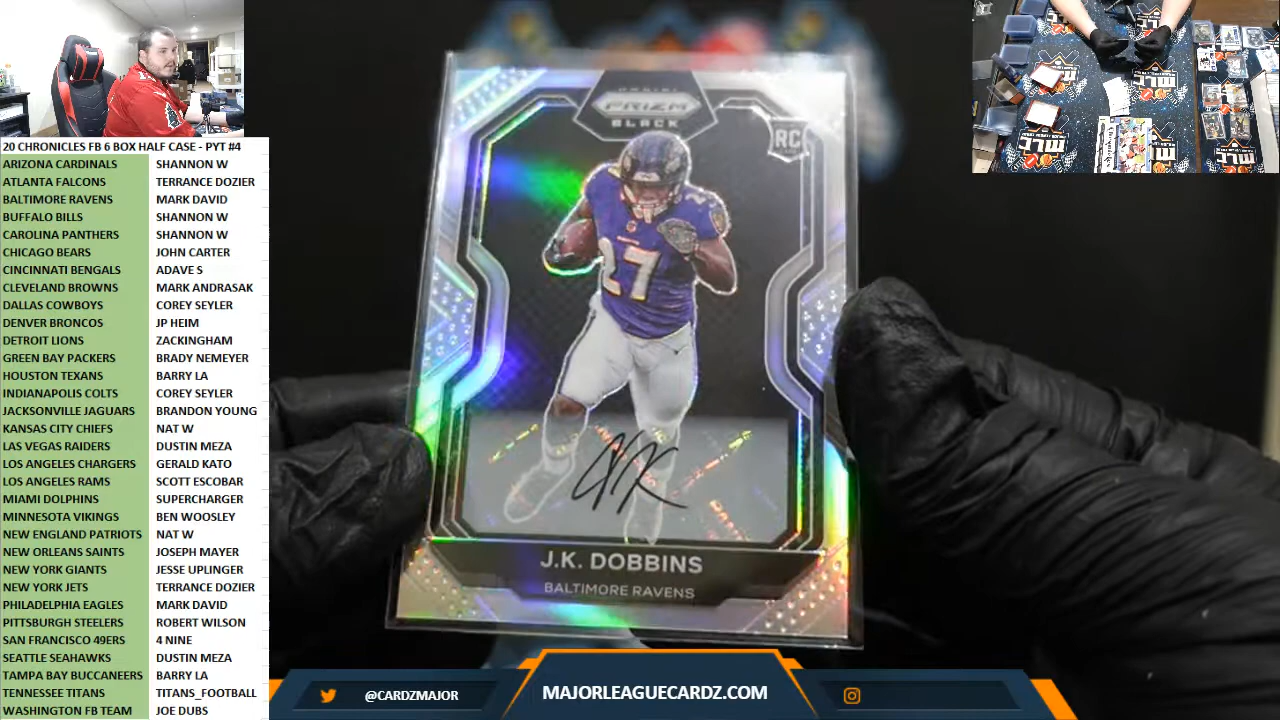 20 CHRONICLES FB 6 BOX HALF CASE - PYT #4
ARIZONA CARDINALS SHANNON W
ATLANTA FALCONS TERRANCE DOZIER
BALTIMORE RAVENS MARK DAVID
BUFFALO BILLS SHANNON W
CAROLINA PANTHERS SHANNON W
CHICAGO BEARS JOHN CARTER
CINCINNATI BENGALS ADAVE S
CLEVELAND BROWNS MARK ANDRASAK
DALLAS COWBOYS COREY SEYLER
DENVER BRONCOS JP HEIM
DETROIT LIONS ZACKINGHAM
GREEN BAY PACKERS BRADY NEMEYER
HOUSTON TEXANS BARRY LA
INDIANAPOLIS COLTS COREY SEYLER
JACKSONVILLE JAGUARS BRANDON YOUNG
KANSAS CITY CHIEFS NAT W
LAS VEGAS RAIDERS DUSTIN MEZA
LOS ANGELES CHARGERS GERALD KATO
LOS ANGELES RAMS SCOTT ESCOBAR
MIAMI DOLPHINS SUPERCHARGER
MINNESOTA VIKINGS BEN WOOSLEY
NEW ENGLAND PATRIOTS NAT W
NEW ORLEANS SAINTS JOSEPH MAYER
NEW YORK GIANTS JESSE UPLINGER
NEW YORK JETS TERRANCE DOZIER
PHILADELPHIA EAGLES MARK DAVID
PITTSBURGH STEELERS ROBERT WILSON
SAN FRANCISCO 49ERS 4 NINE
SEATTLE SEAHAWKS DUSTIN MEZA
TAMPA BAY BUCCANEERS BARRY LA
TENNESSEE TITANS TITANS_FOOTBALL
WASHINGTON FB TEAM JOE DUBS
PANINI
PRIZM
BLACK
RC
27
J.K. DOBBINS
BALTIMORE RAVENS
@CARDZMAJOR
MAJORLEAGUECARDZ.COM
MLC